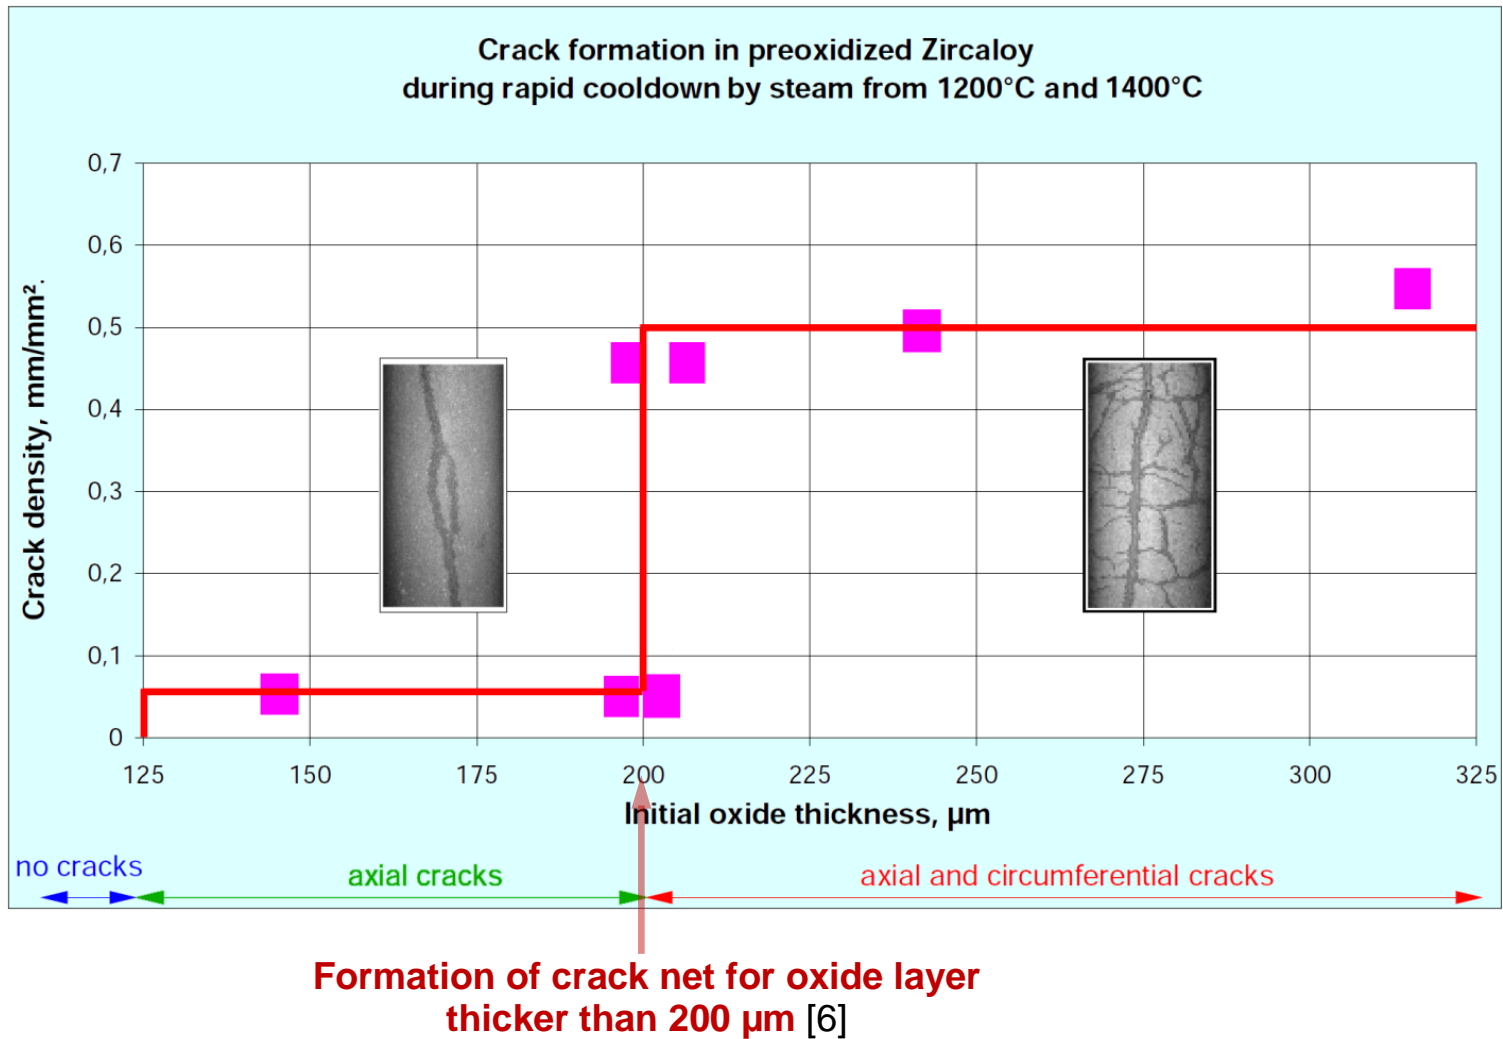 Crack formation in preoxidized Zircaloy
during rapid cooldown by steam from 1200°C and 1400°C
Crack density, mm/mm².
0,7
0,6
0,5
0,4
0,3
0,2
0,1
0
125 150 175 200 225 250 275 300 325
Initial oxide thickness, µm
no cracks
axial cracks
axial and circumferential cracks
Formation of crack net for oxide layer
thicker than 200 µm [6]